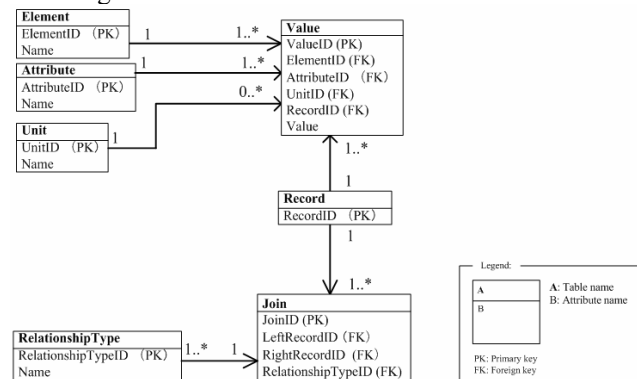 Element
ElementID (PK)
Name
1
1..*
Attribute
AttributeID (PK)
Name
1
1..*
Unit
UnitID (PK)
Name
1
0..*
Value
ValueID (PK)
ElementID (FK)
AttributeID (FK)
UnitID (FK)
RecordID (FK)
Value
1..*
1
Record
RecordID (PK)
1
1..*
Join
JoinID (PK)
LeftRecordID (FK)
RightRecordID (FK)
RelationshipTypeID (FK)
RelationshipType
RelationshipTypeID (PK)
Name
1..*
1
Legend:
A
B
A: Table name
B: Attribute name
PK: Primary key
FK: Foreign key